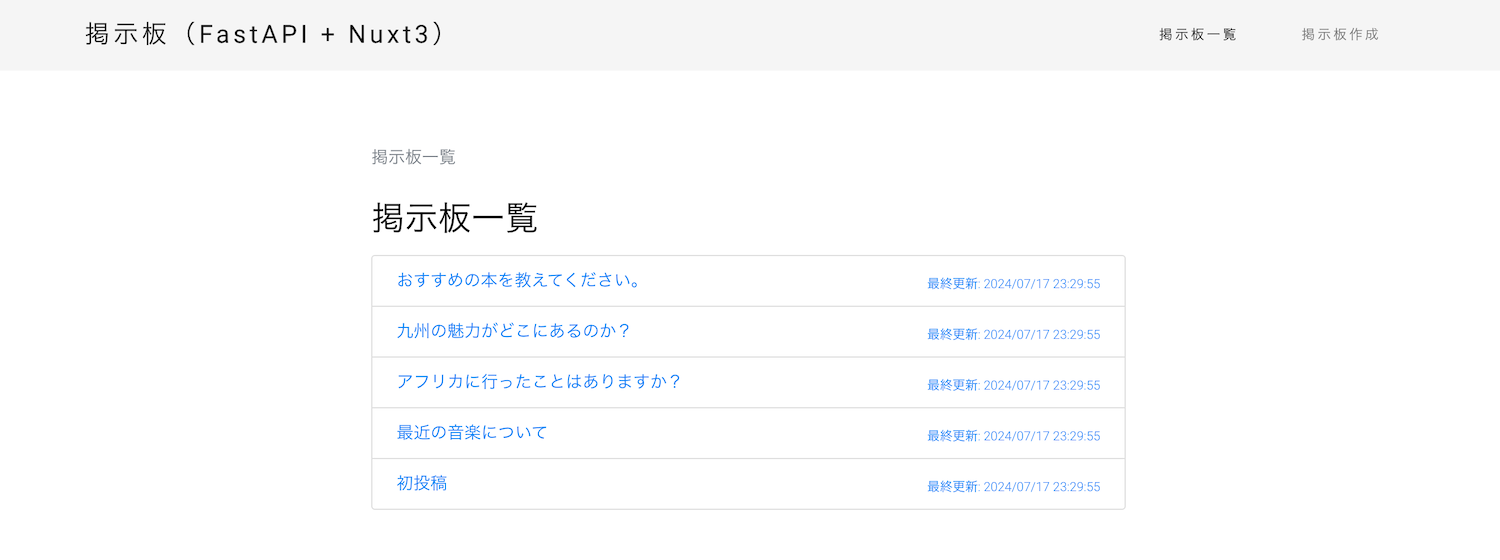 掲示板（FastAPI + Nuxt3） 掲示板一覧 掲示板作成
掲示板一覧
掲示板一覧
おすすめの本を教えてください。 最終更新: 2024/07/17 23:29:55
九州の魅力がどこにあるのか？ 最終更新: 2024/07/17 23:29:55
アフリカに行ったことはありますか？ 最終更新: 2024/07/17 23:29:55
最近の音楽について 最終更新: 2024/07/17 23:29:55
初投稿 最終更新: 2024/07/17 23:29:55